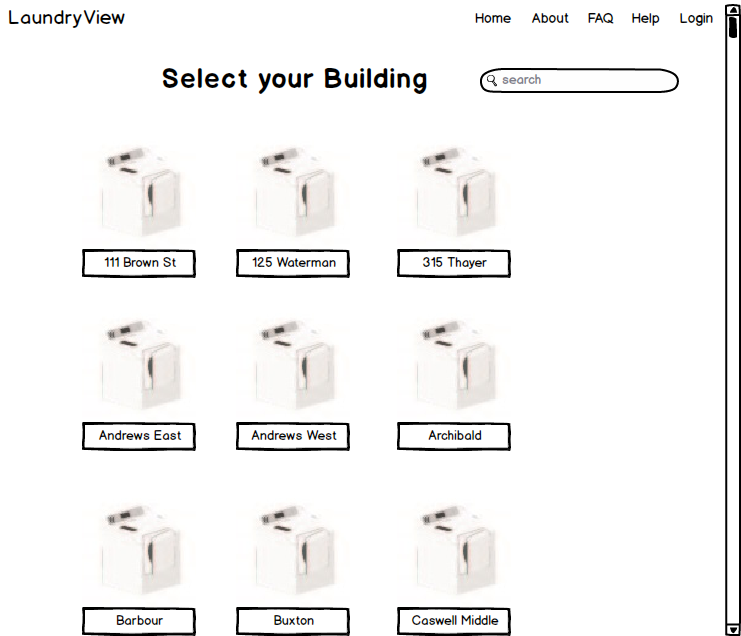 LaundryView
Home About FAQ Help Login
Select your Building
search
111 Brown St 125 Waterman 315 Thayer
Andrews East Andrews West Archibald
Barbour Buxton Caswell Middle